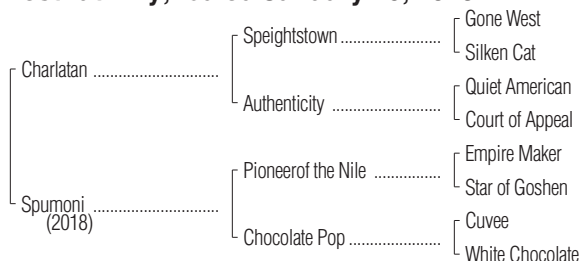 Gone West
Speightstown
Silken Cat
Charlatan
Quiet American
Authenticity
Court of Appeal
Empire Maker
Pioneerof the Nile
Star of Goshen
Spumoni
(2018)
Cuvee
Chocolate Pop
White Chocolate